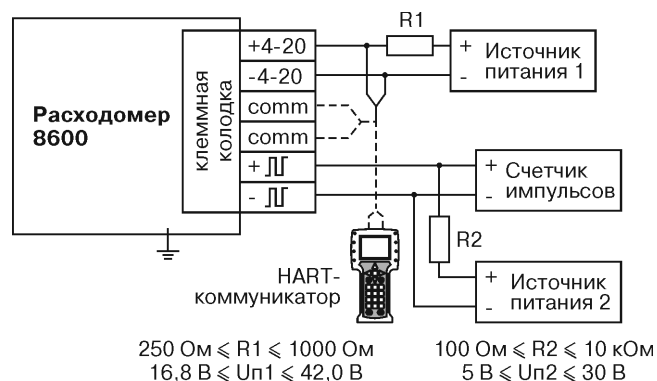 Расходомер
8600
клеммная
колодка
+4-20
-4-20
comm
comm
+
-
R1
+
-
Источник
питания 1
+
-
Счетчик
импульсов
R2
+
-
Источник
питания 2
HART-
коммуникатор
250 Ом ⩽ R1 ⩽ 1000 Ом
16,8 В ⩽ Uп1 ⩽ 42,0 В
100 Ом ⩽ R2 ⩽ 10 кОм
5 В ⩽ Uп2 ⩽ 30 В